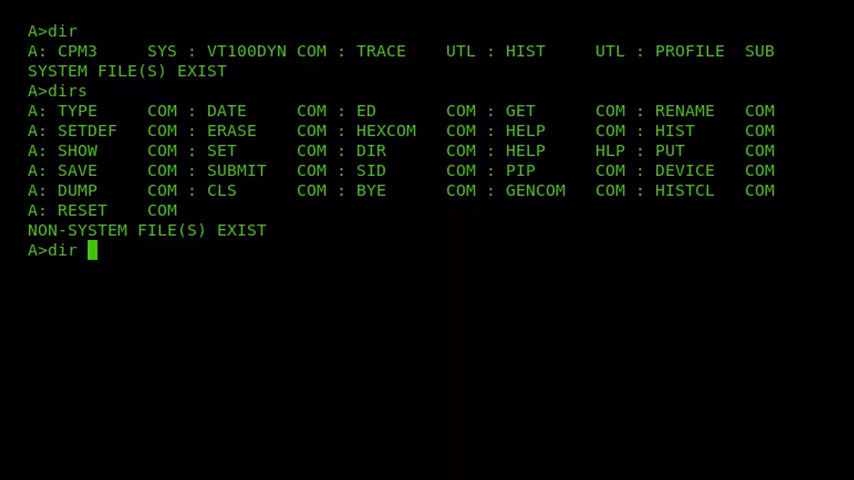 A>dir
A: CPM3     SYS : VT100DYN COM : TRACE    UTL : HIST     UTL : PROFILE  SUB
SYSTEM FILE(S) EXIST
A>dirs
A: TYPE     COM : DATE     COM : ED       COM : GET      COM : RENAME   COM
A: SETDEF   COM : ERASE    COM : HEXCOM   COM : HELP     COM : HIST     COM
A: SHOW     COM : SET      COM : DIR      COM : HELP     HLP : PUT      COM
A: SAVE     COM : SUBMIT   COM : SID      COM : PIP      COM : DEVICE   COM
A: DUMP     COM : CLS      COM : BYE      COM : GENCOM   COM : HISTCL   COM
A: RESET    COM
NON-SYSTEM FILE(S) EXIST
A>dir